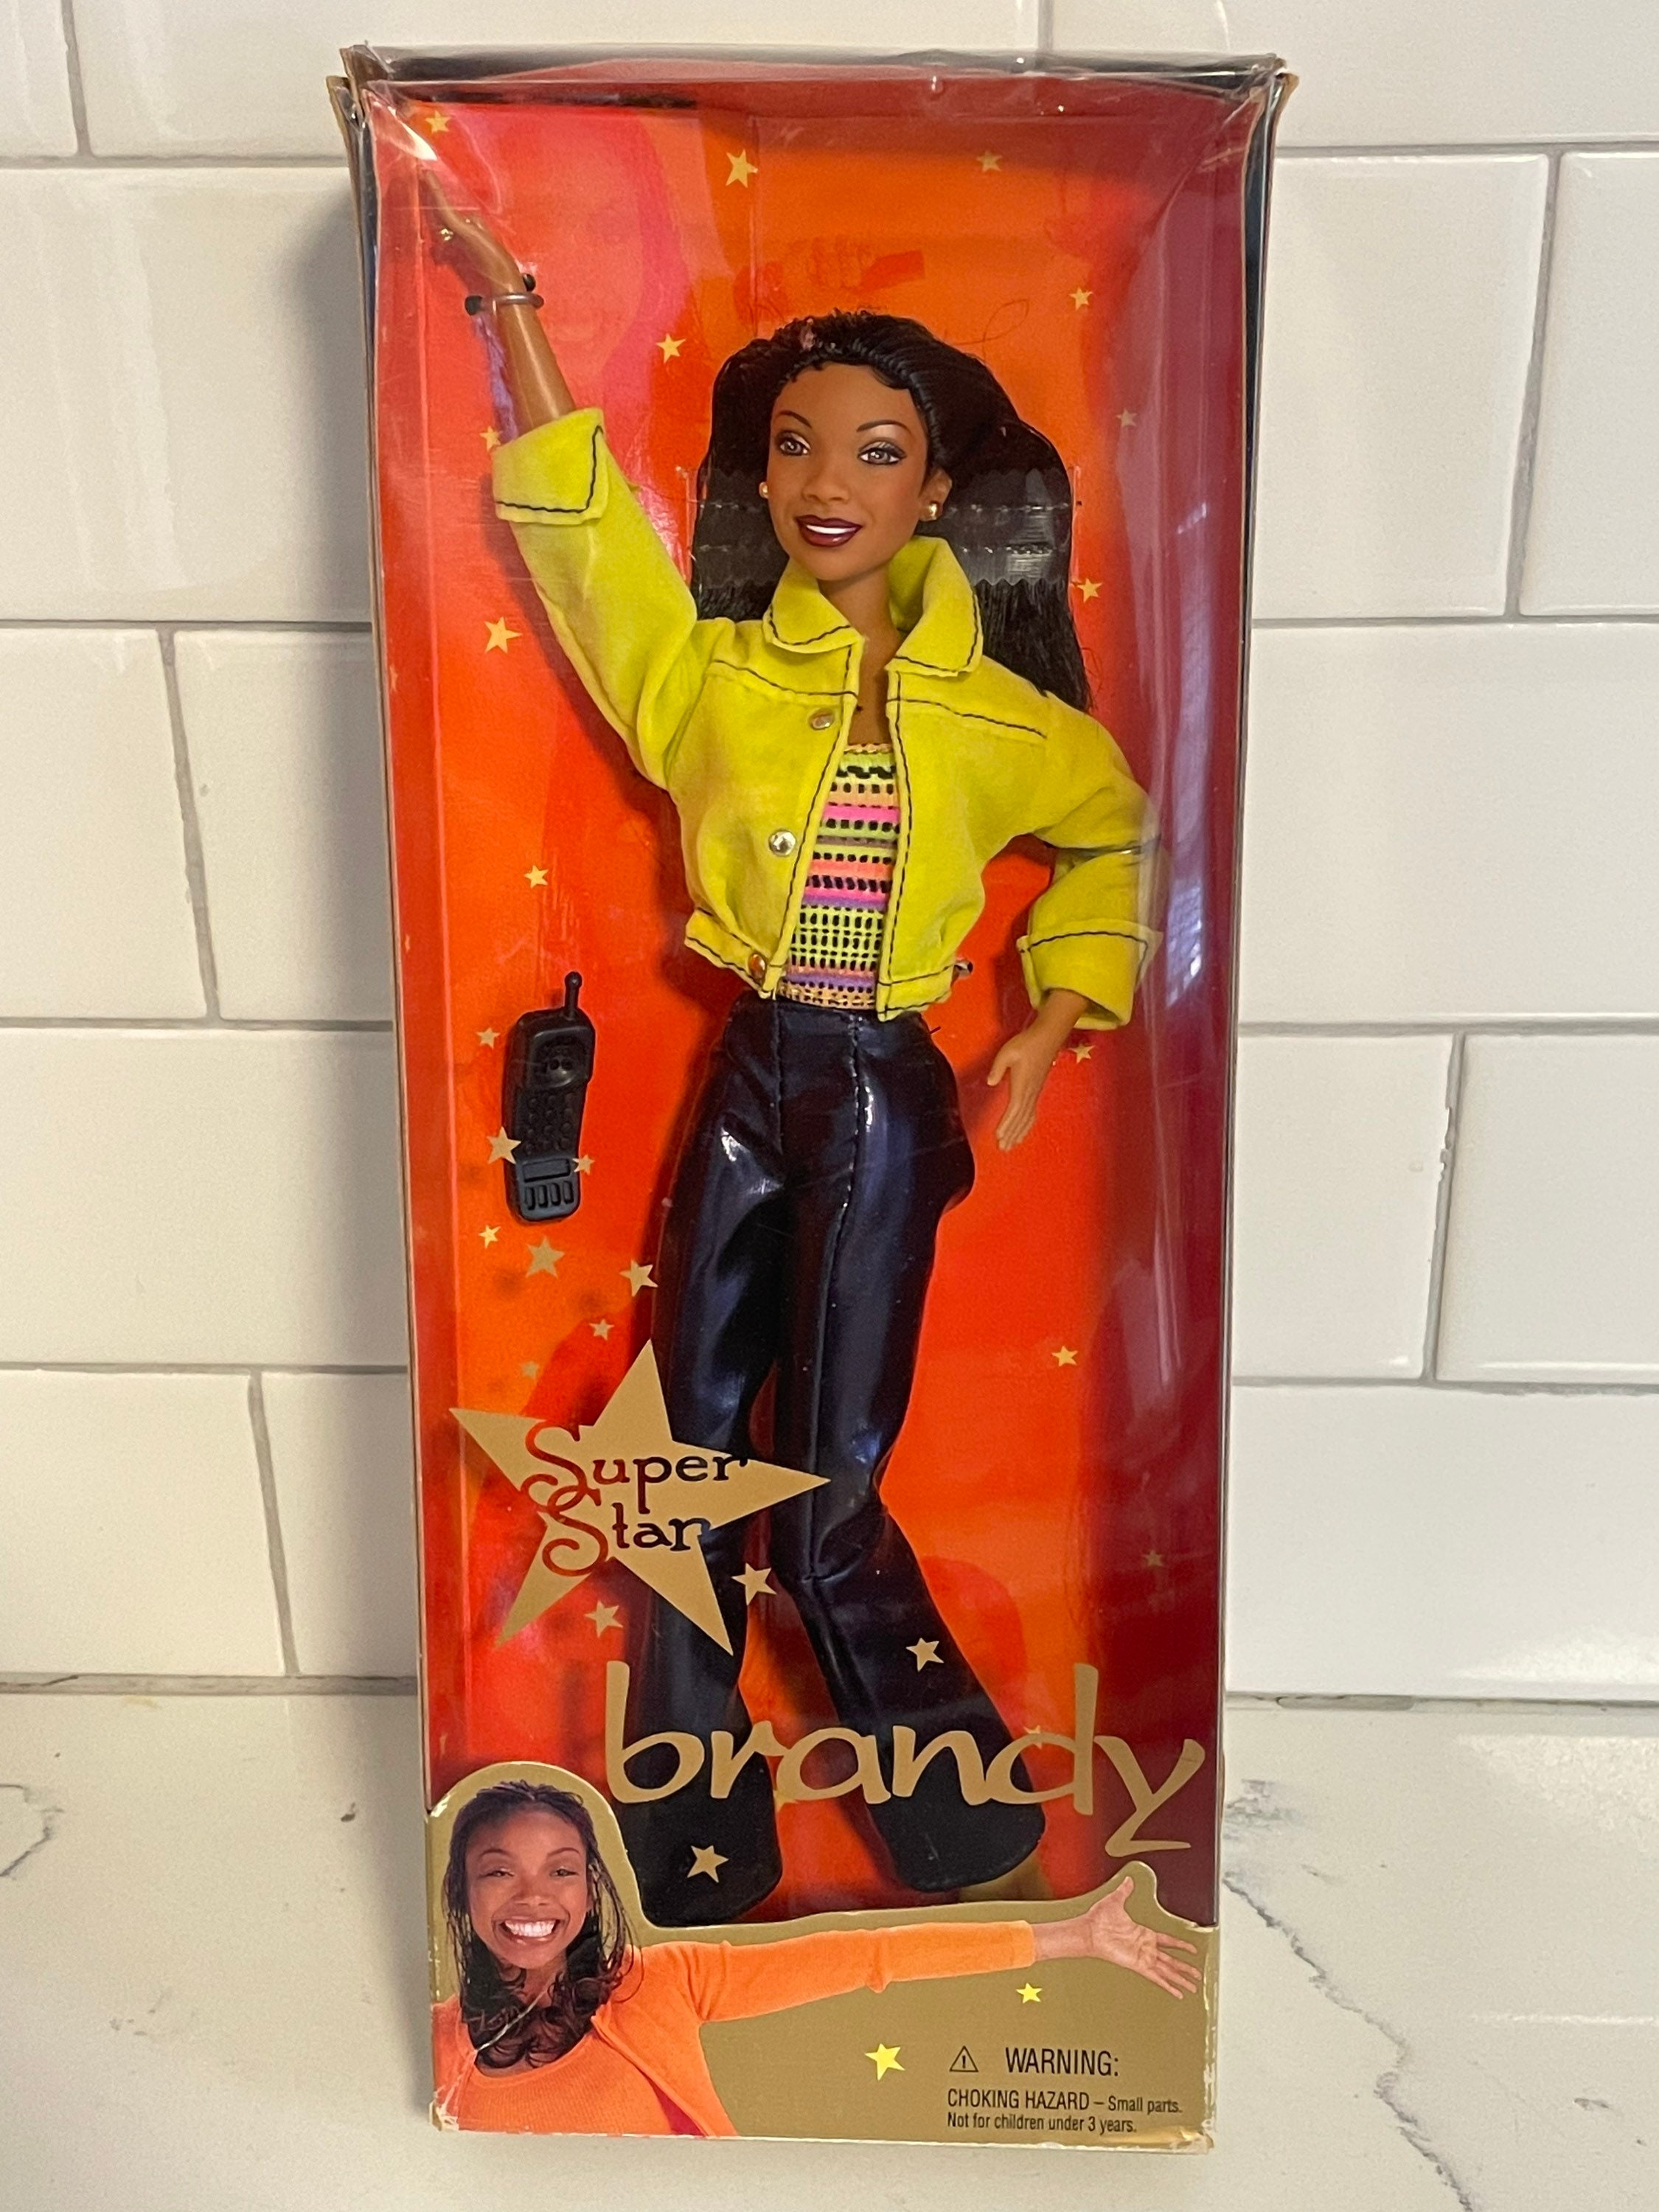 Super
Star
brandy
⚠ WARNING:
CHOKING HAZARD – Small parts.
Not for children under 3 years.